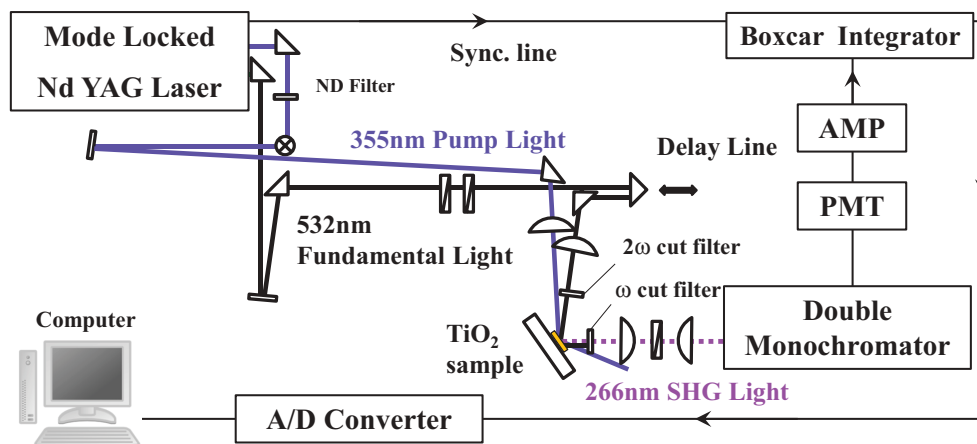 Mode Locked
Nd YAG Laser
Sync. line
Boxcar Integrator
ND Filter
AMP
355nm Pump Light
Delay Line
PMT
532nm
Fundamental Light
2ω cut filter
ω cut filter
Double
Monochromator
Computer
TiO₂
sample
266nm SHG Light
A/D Converter